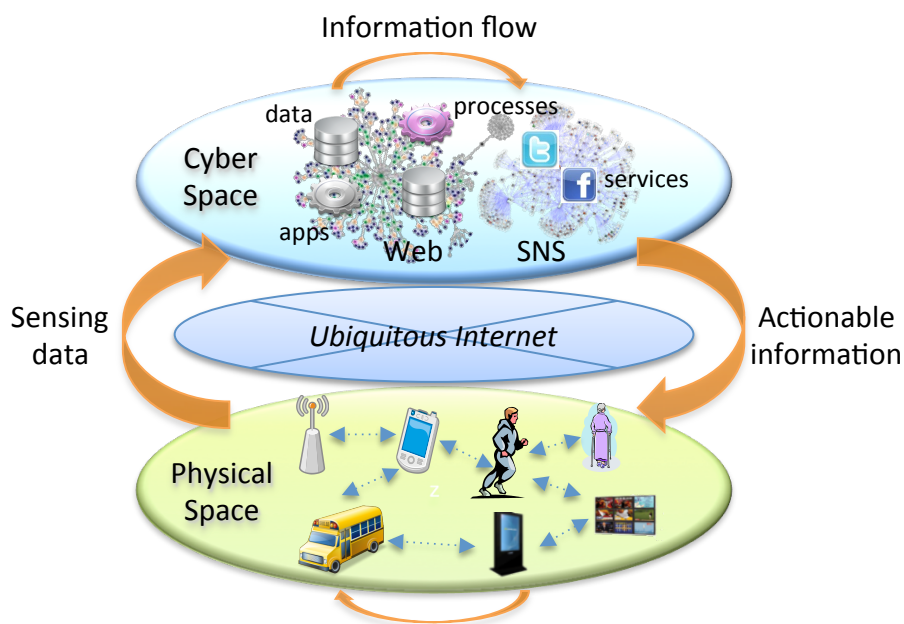 Information flow
data
processes
Cyber
Space
services
apps
Web
SNS
Sensing
data
Ubiquitous Internet
Actionable
information
Physical
Space
z